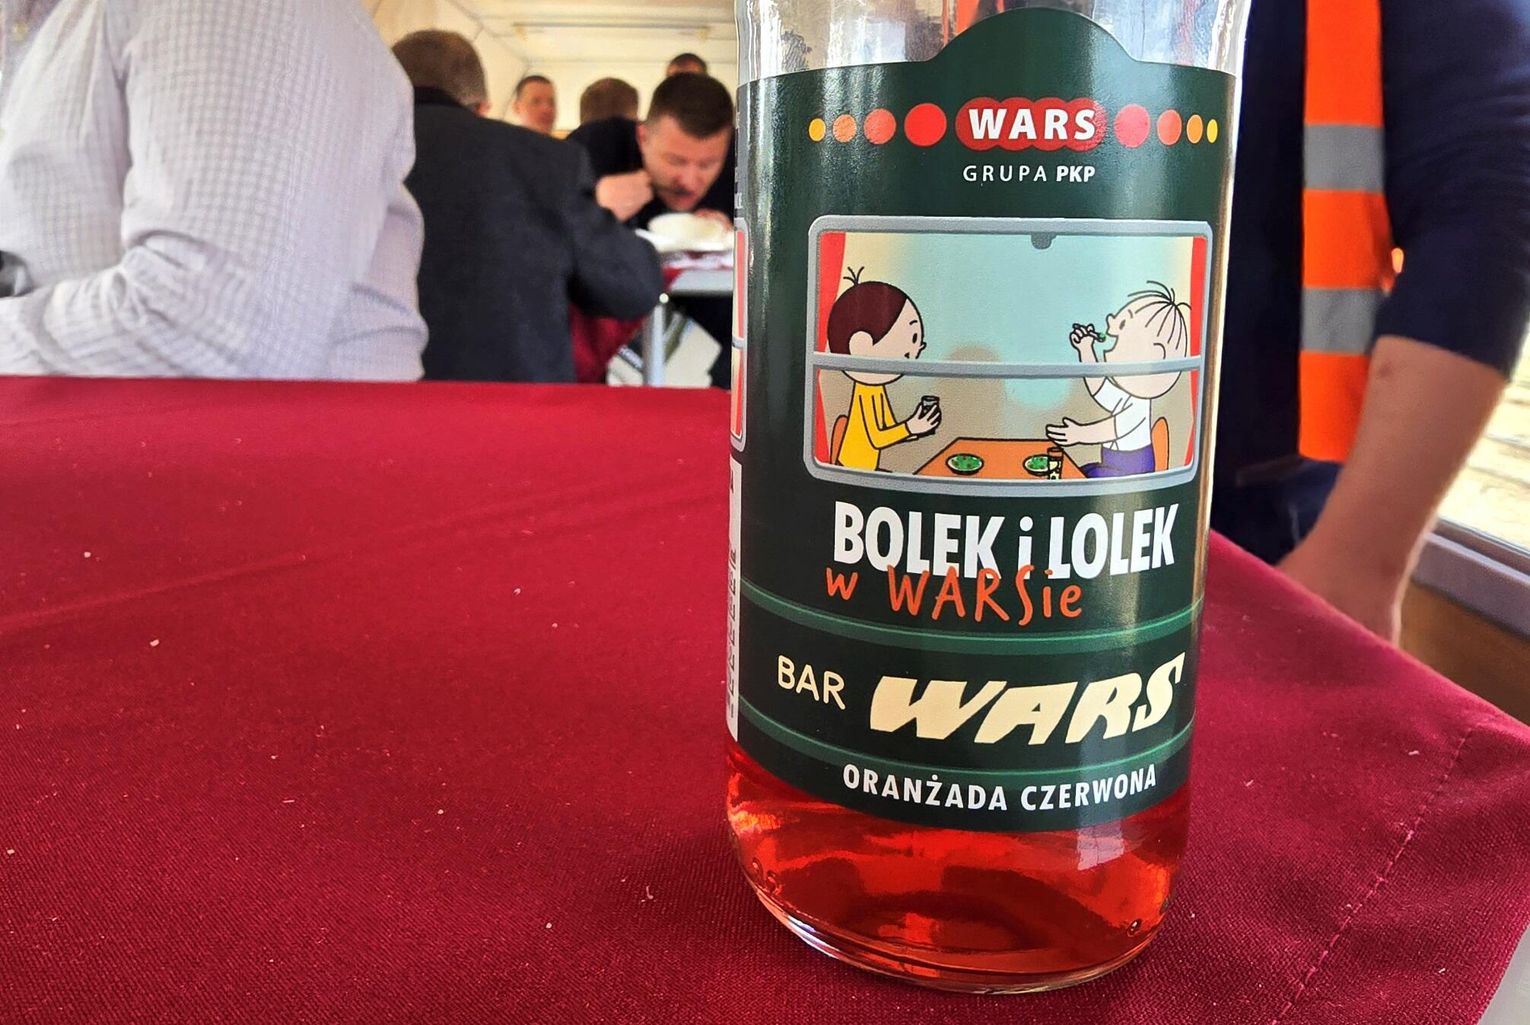 WARS
GRUPA PKP
BOLEK i LOLEK
w WARSie
BAR WARS
ORANŻADA CZERWONA